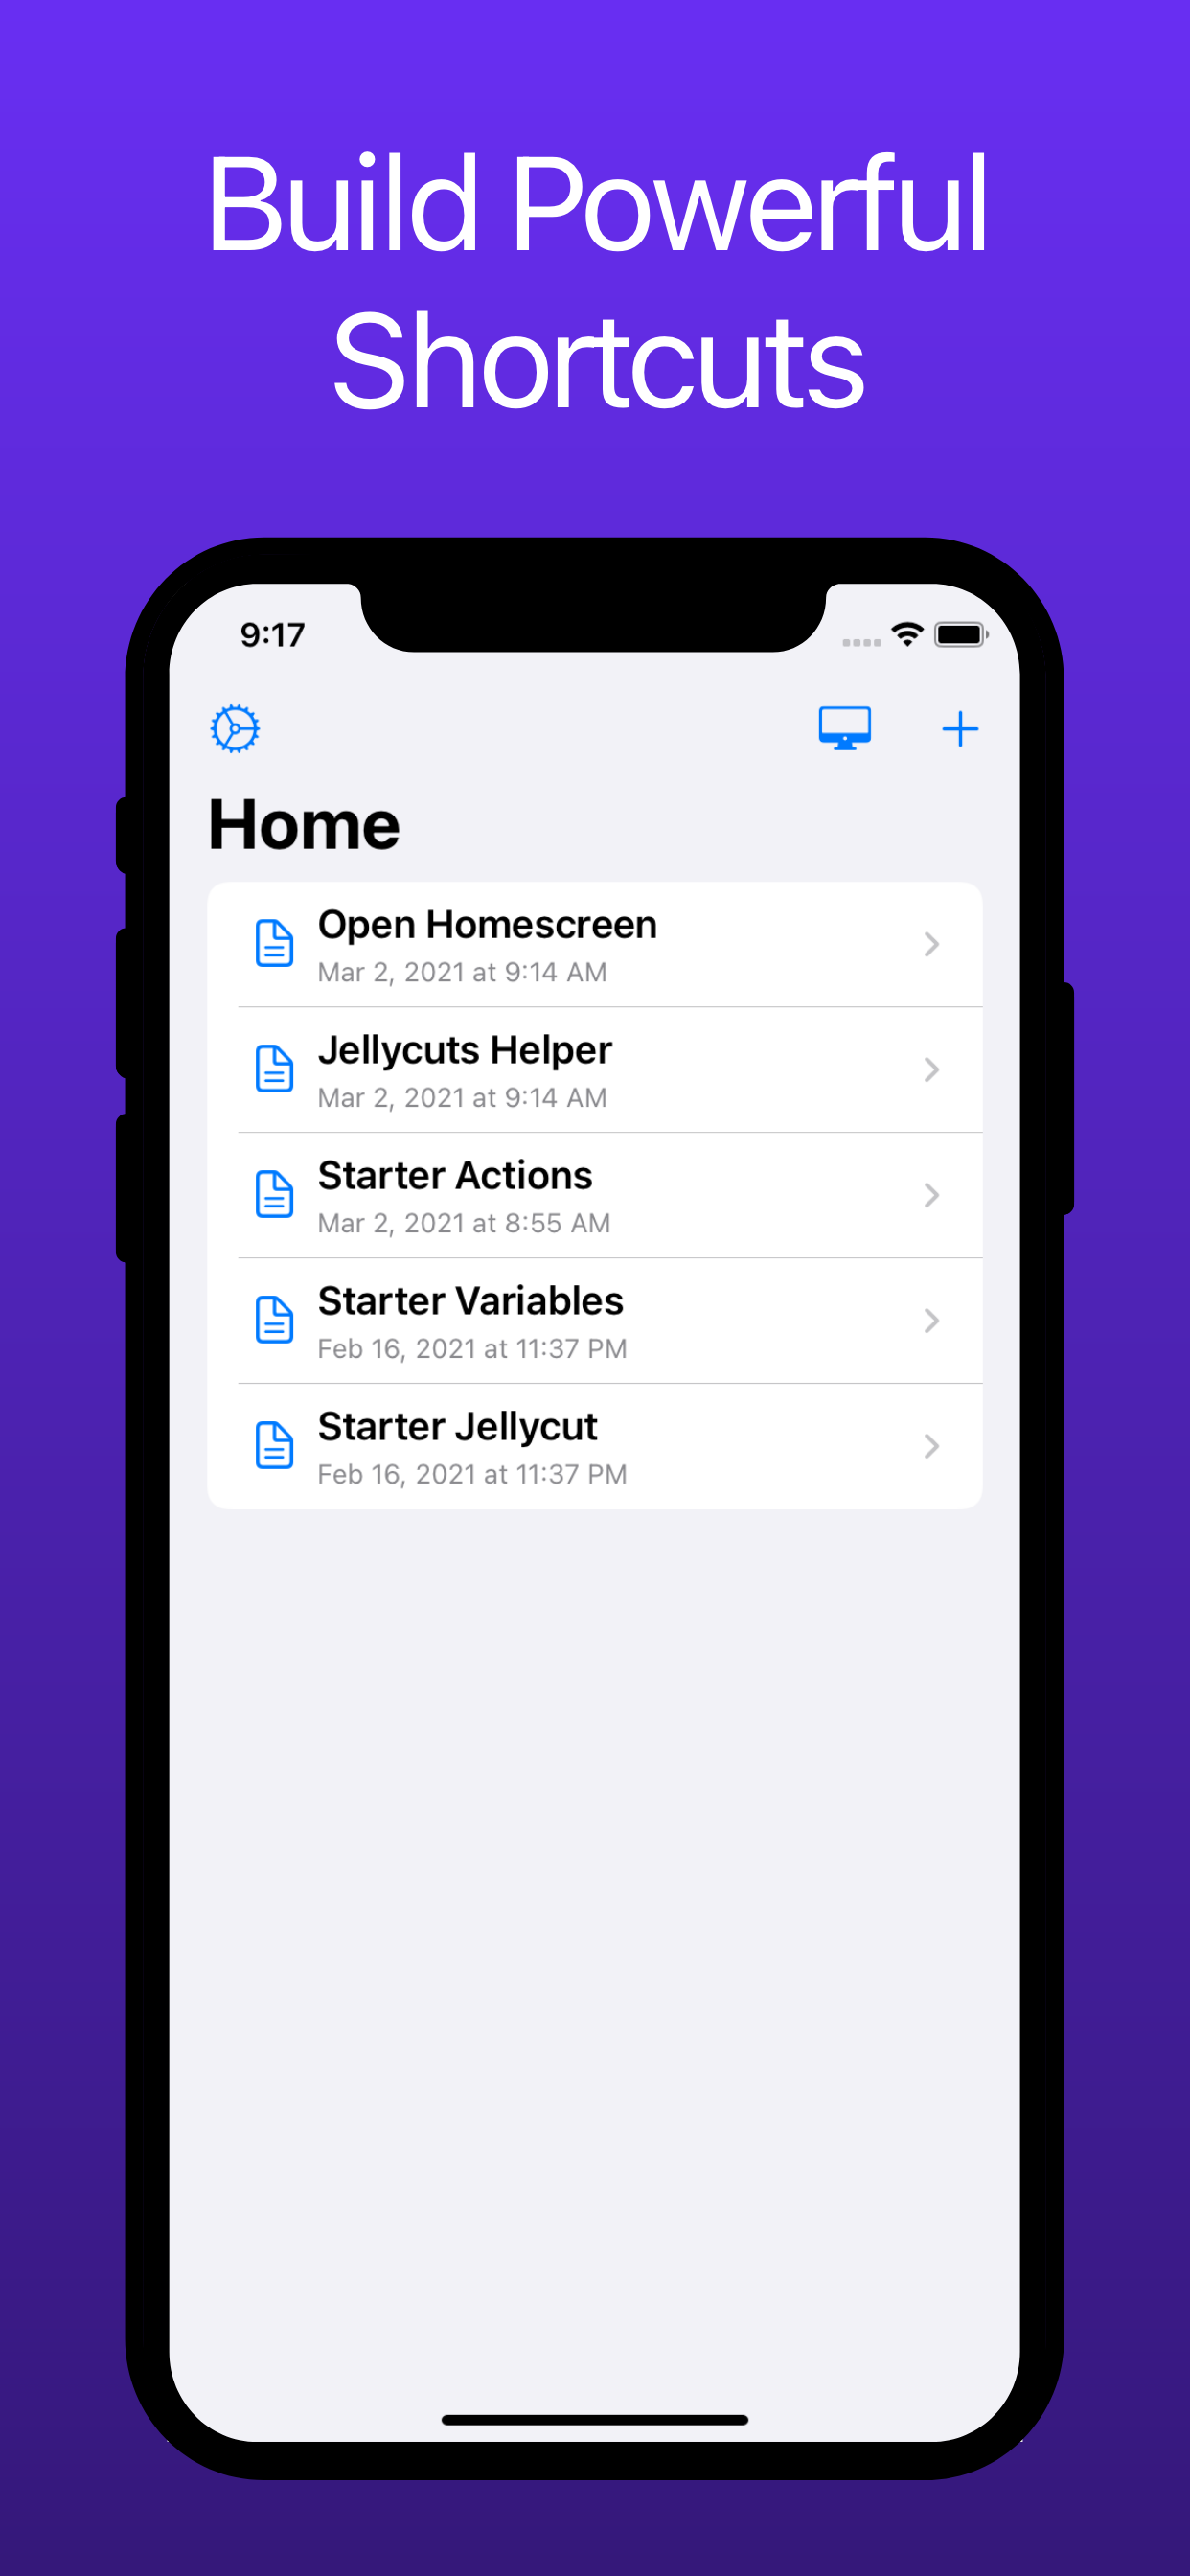 Build Powerful
Shortcuts
9:17
Home
Open Homescreen
Mar 2, 2021 at 9:14 AM
Jellycuts Helper
Mar 2, 2021 at 9:14 AM
Starter Actions
Mar 2, 2021 at 8:55 AM
Starter Variables
Feb 16, 2021 at 11:37 PM
Starter Jellycut
Feb 16, 2021 at 11:37 PM